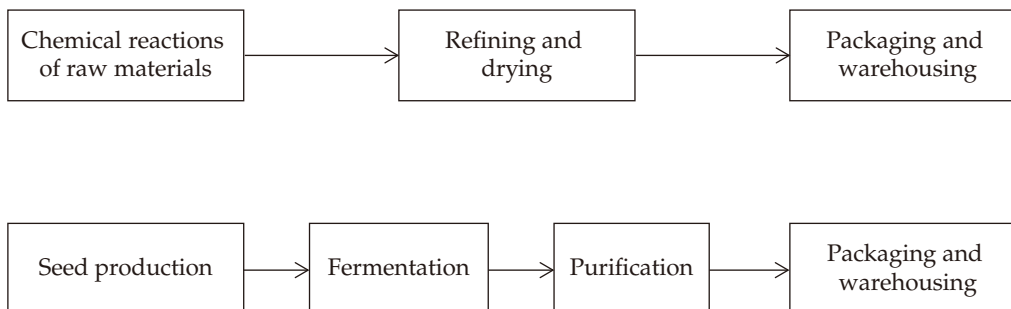 Chemical reactions
of raw materials
Refining and
drying
Packaging and
warehousing
Seed production
Fermentation
Purification
Packaging and
warehousing